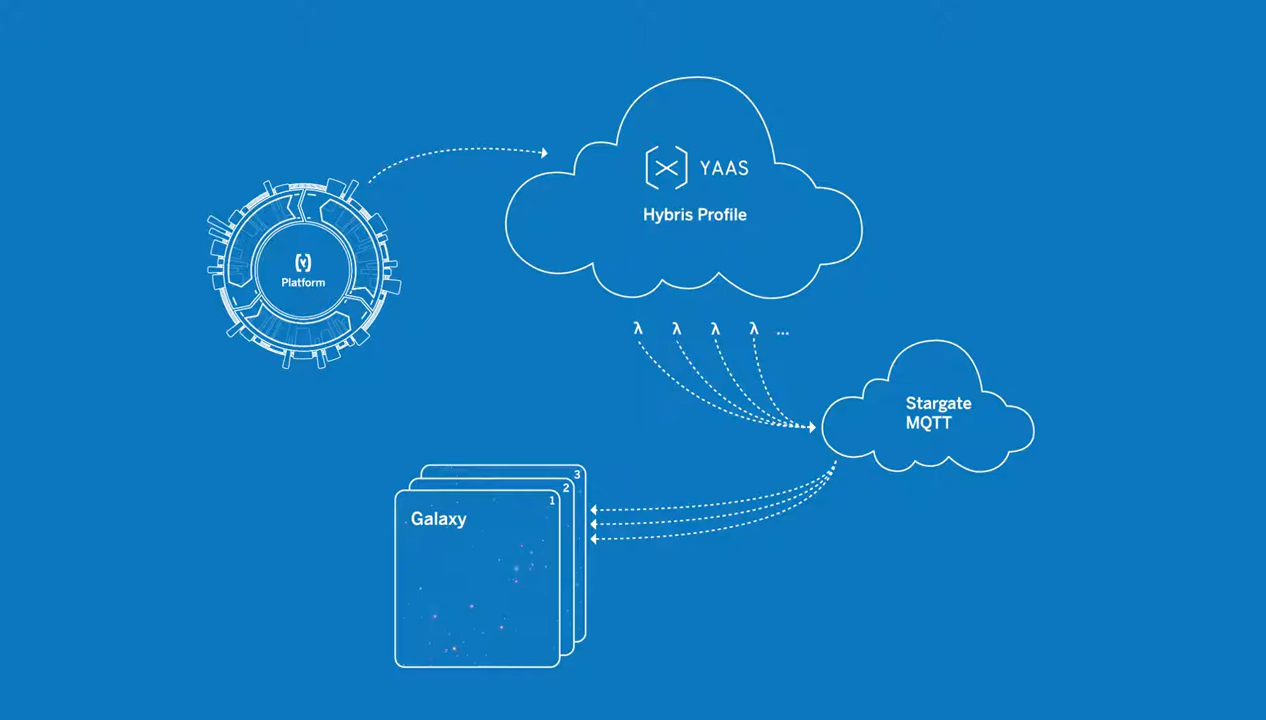 YAAS
Hybris Profile
Platform
λ λ λ λ ...
Stargate
MQTT
3
2
1
Galaxy